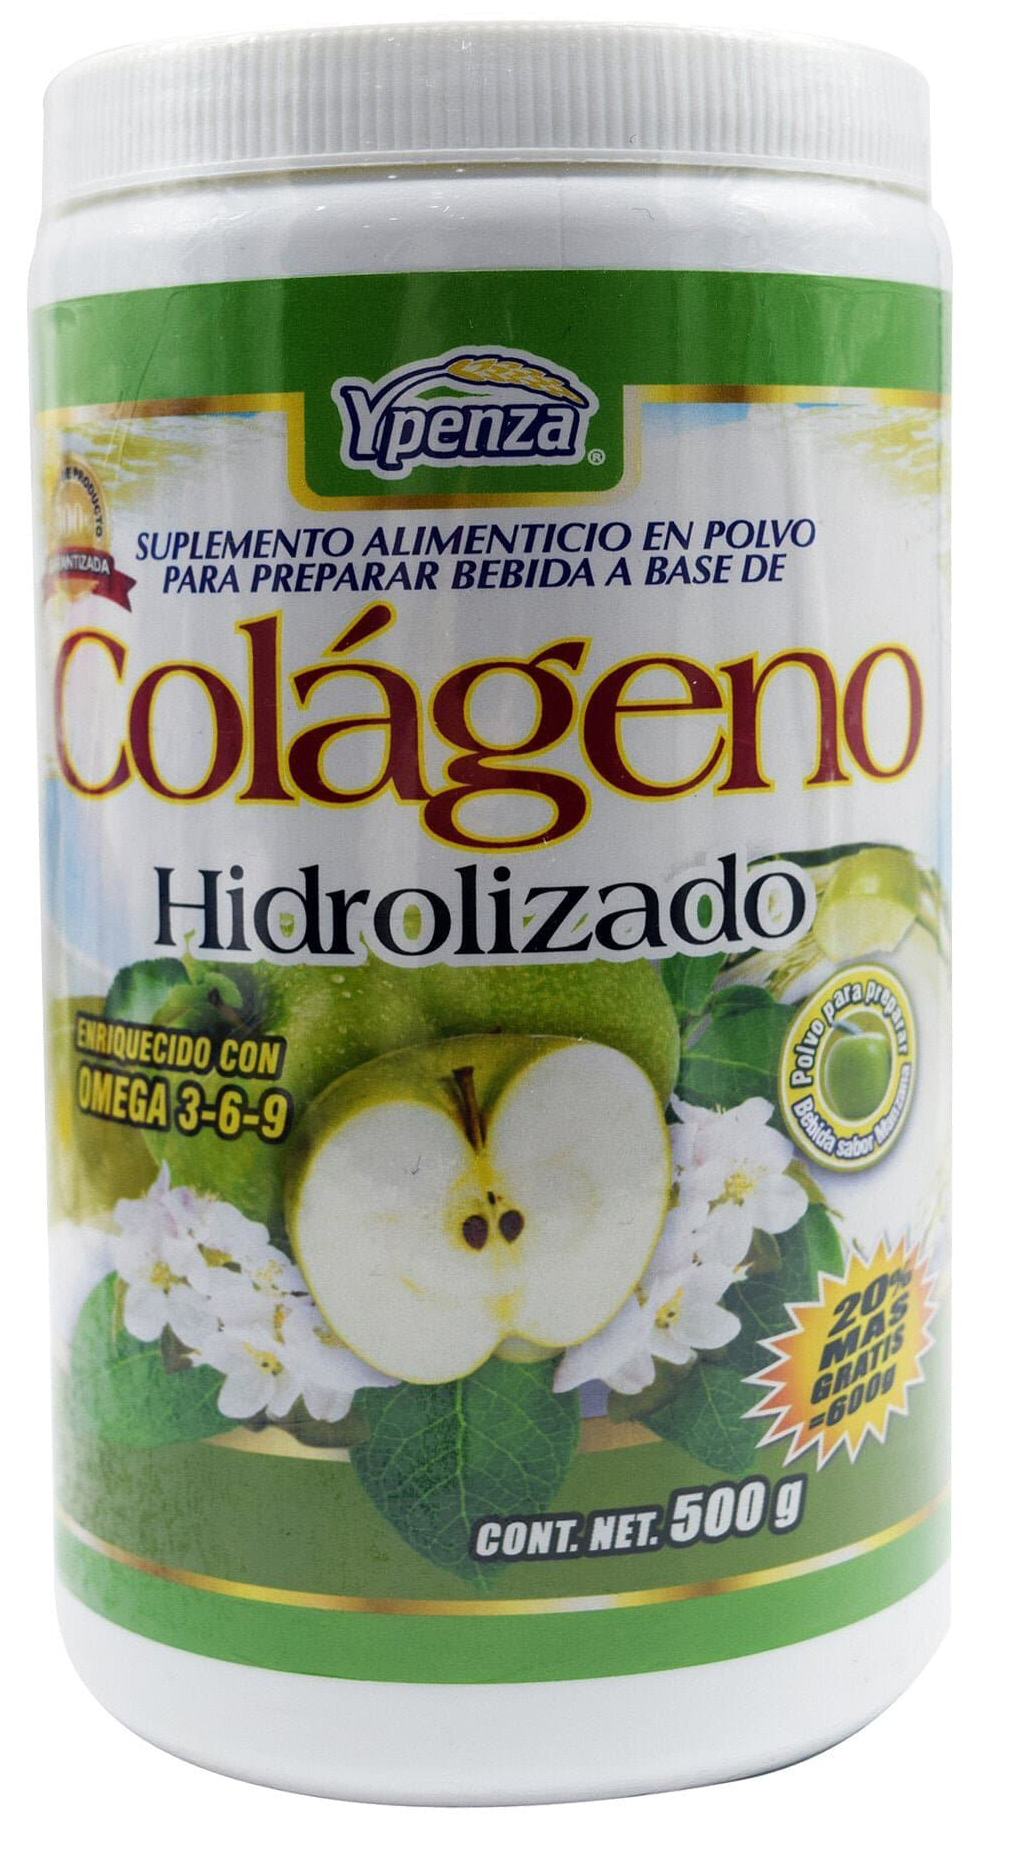 Ypenza
®
PRODUCTO
SUPLEMENTO ALIMENTICIO EN POLVO
PARA PREPARAR BEBIDA A BASE DE
Colágeno
Hidrolizado
ENRIQUECIDO CON
OMEGA 3-6-9
Polvo para preparar
Bebida sabor Manzana
20%
MAS
GRATIS
=600g
CONT. NET. 500 g